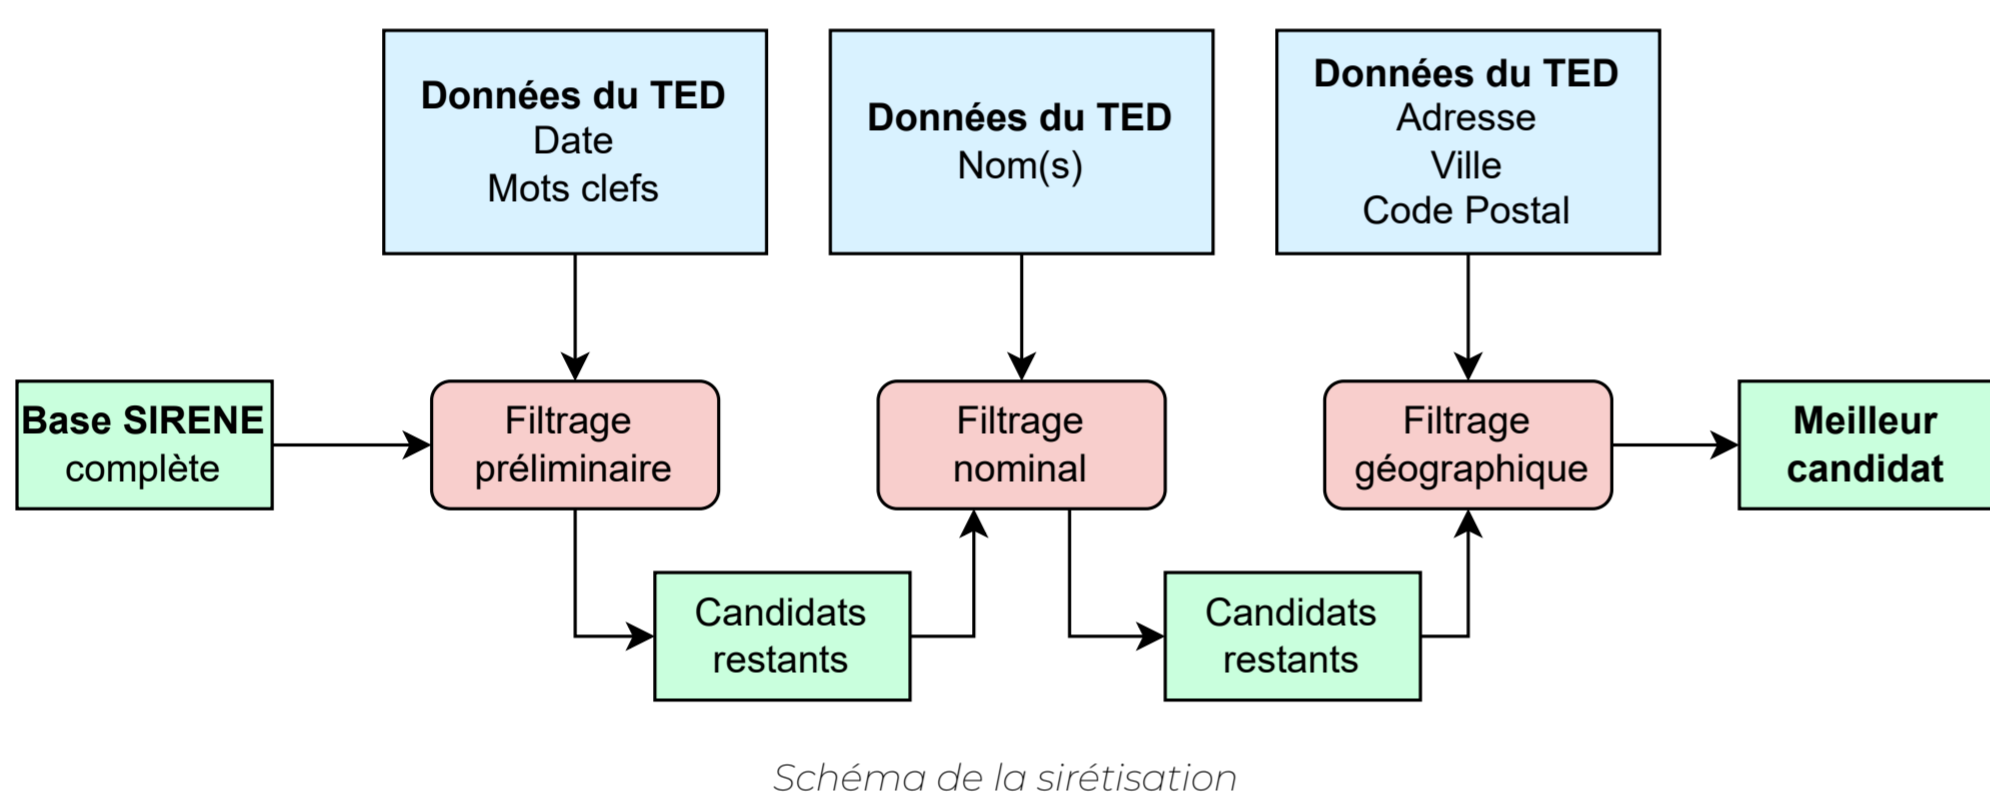 Données du TED
Date
Mots clefs
Données du TED
Nom(s)
Données du TED
Adresse
Ville
Code Postal
Base SIRENE
complète
Filtrage
préliminaire
Filtrage
nominal
Filtrage
géographique
Meilleur
candidat
Candidats
restants
Candidats
restants
Schéma de la sirétisation